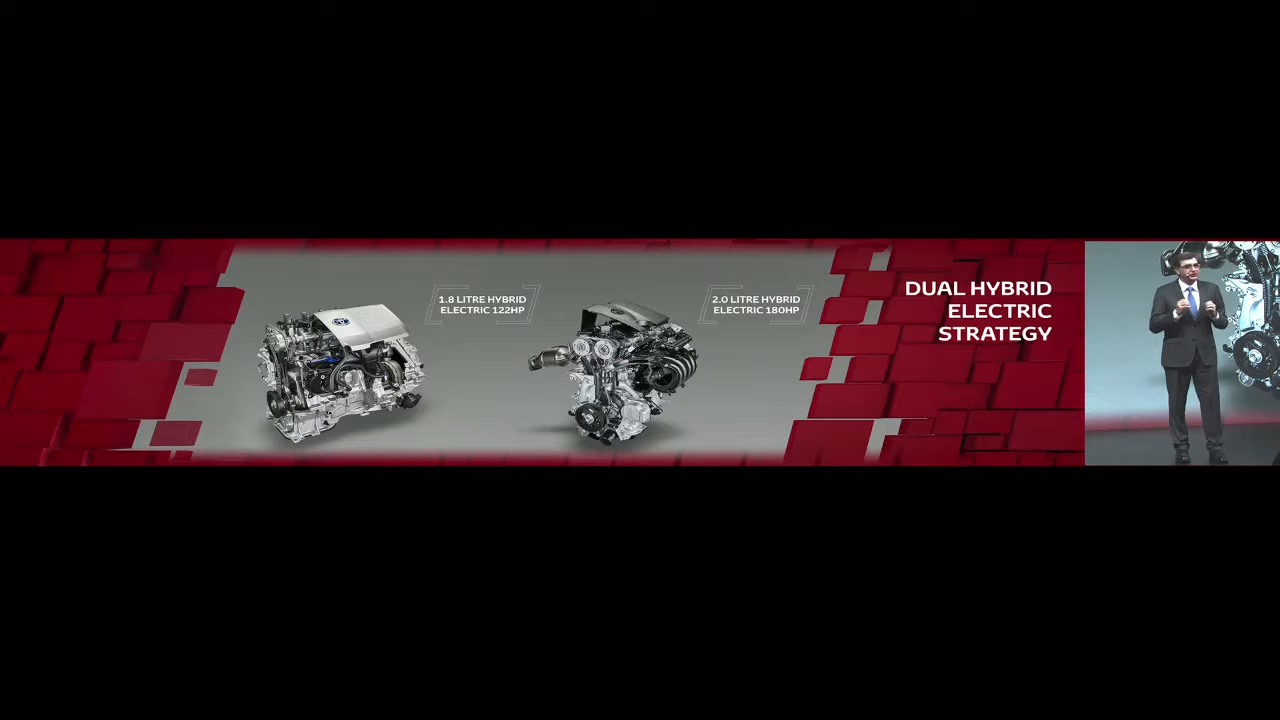 1.8 LITRE HYBRID
ELECTRIC 122HP
2.0 LITRE HYBRID
ELECTRIC 180HP
DUAL HYBRID
ELECTRIC
STRATEGY